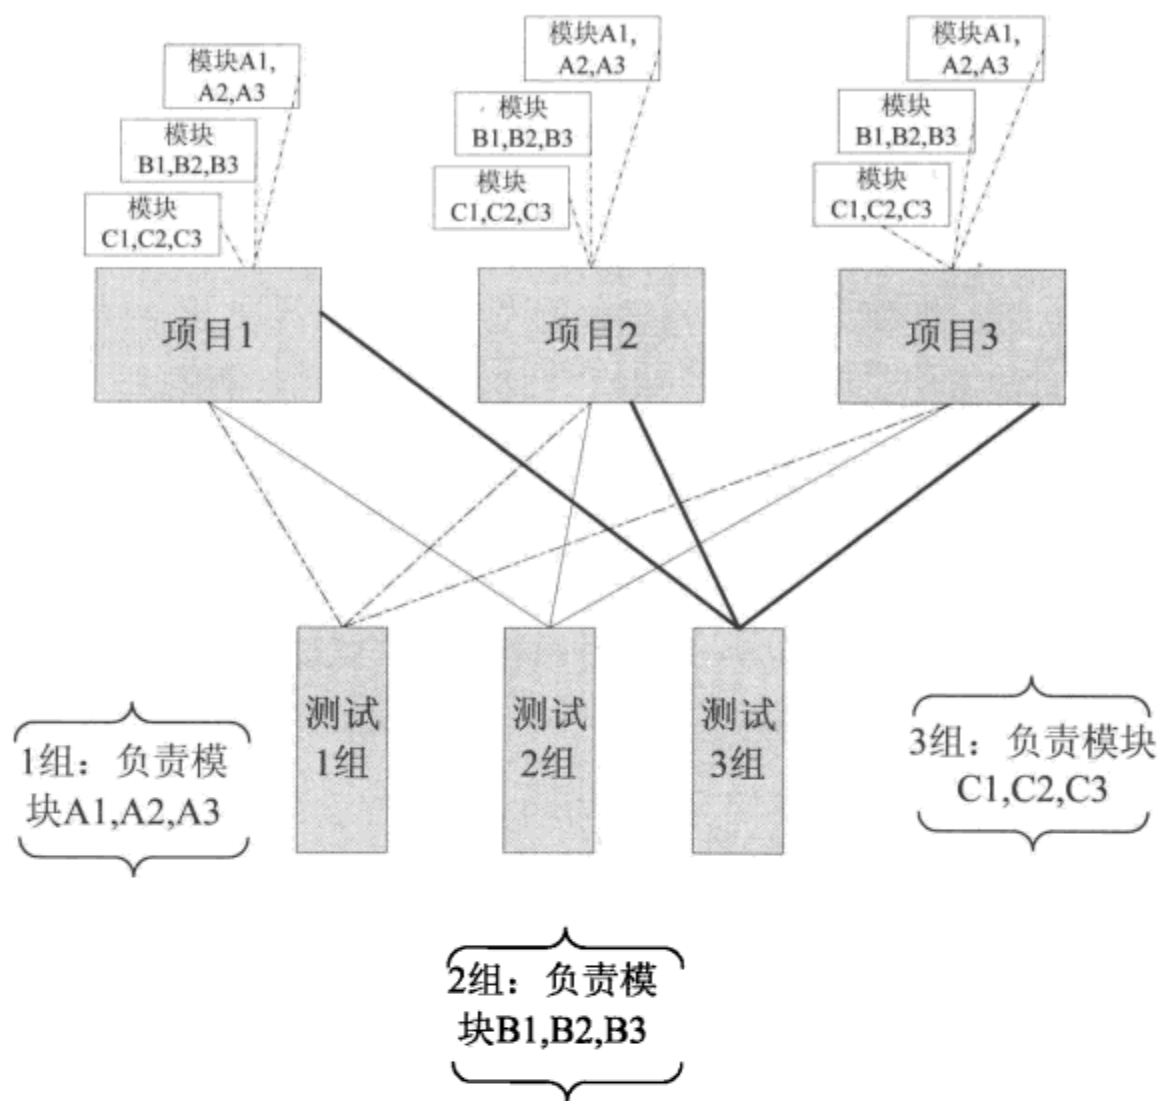 模块A1,
A2,A3
模块
B1,B2,B3
模块
C1,C2,C3
项目1
模块A1,
A2,A3
模块
B1,B2,B3
模块
C1,C2,C3
项目2
模块A1,
A2,A3
模块
B1,B2,B3
模块
C1,C2,C3
项目3
1组：负责模
块A1,A2,A3
测试
1组
测试
2组
测试
3组
3组：负责模块
C1,C2,C3
2组：负责模
块B1,B2,B3